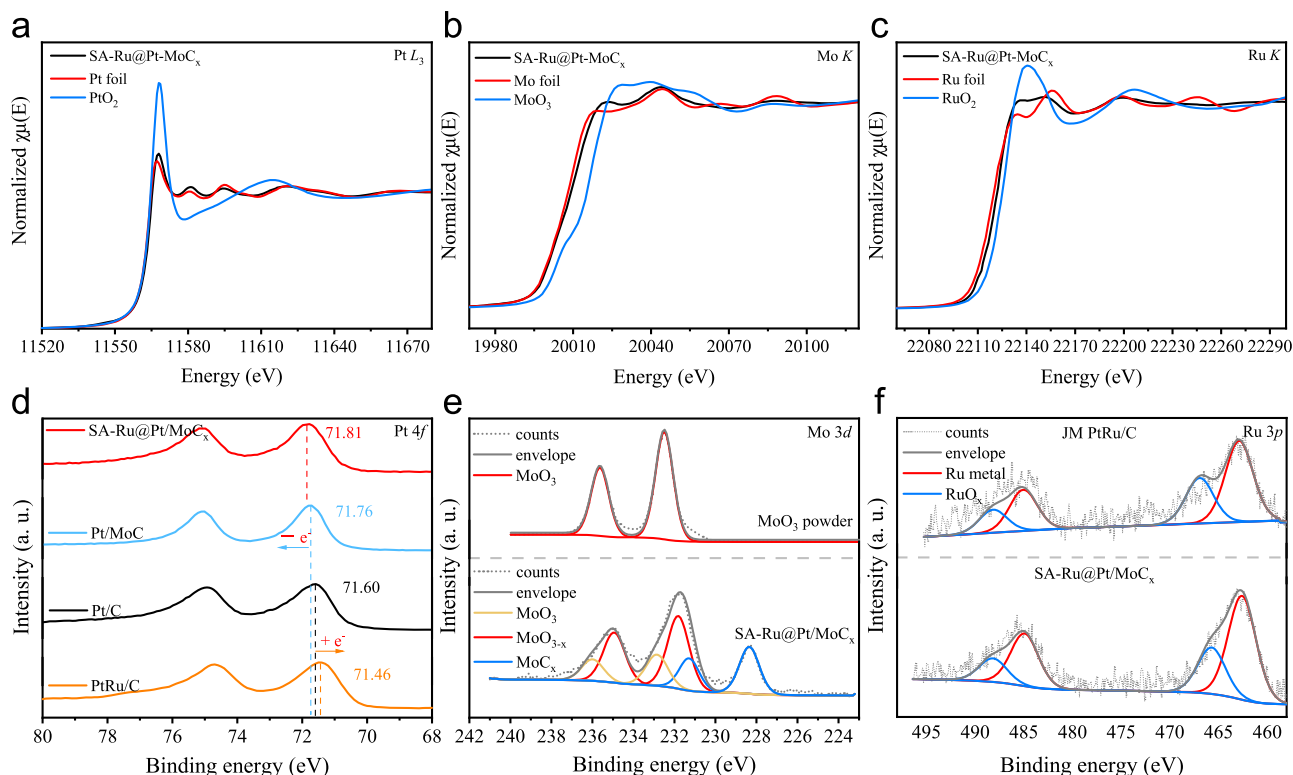 a
SA-Ru@Pt-MoCₓ
Pt L₃
Pt foil
PtO₂
Normalized χμ(E)
11520 11550 11580 11610 11640 11670
Energy (eV)
b
SA-Ru@Pt-MoCₓ
Mo K
Mo foil
MoO₃
Normalized χμ(E)
19980 20010 20040 20070 20100
Energy (eV)
c
SA-Ru@Pt-MoCₓ
Ru K
Ru foil
RuO₂
Normalized χμ(E)
22080 22110 22140 22170 22200 22230 22260 22290
Energy (eV)
d
SA-Ru@Pt/MoCₓ
71.81
Pt 4f
Pt/MoC
71.76
− e⁻
Pt/C
71.60
+ e⁻
PtRu/C
71.46
Intensity (a. u.)
80 78 76 74 72 70 68
Binding energy (eV)
e
counts
Mo 3d
envelope
MoO₃
MoO₃ powder
counts
envelope
MoO₃
MoO₃₋ₓ
SA-Ru@Pt/MoCₓ
MoCₓ
Intensity (a. u.)
242 240 238 236 234 232 230 228 226 224
Binding energy (eV)
f
counts
JM PtRu/C
Ru 3p
envelope
Ru metal
RuOₓ
SA-Ru@Pt/MoCₓ
Intensity (a. u.)
495 490 485 480 475 470 465 460
Binding energy (eV)